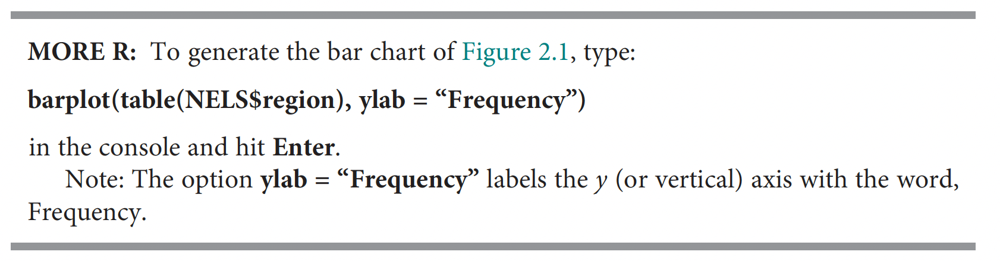 MORE R: To generate the bar chart of Figure 2.1, type:
barplot(table(NELS$region), ylab = “Frequency”)
in the console and hit Enter.
Note: The option ylab = “Frequency” labels the y (or vertical) axis with the word,
Frequency.